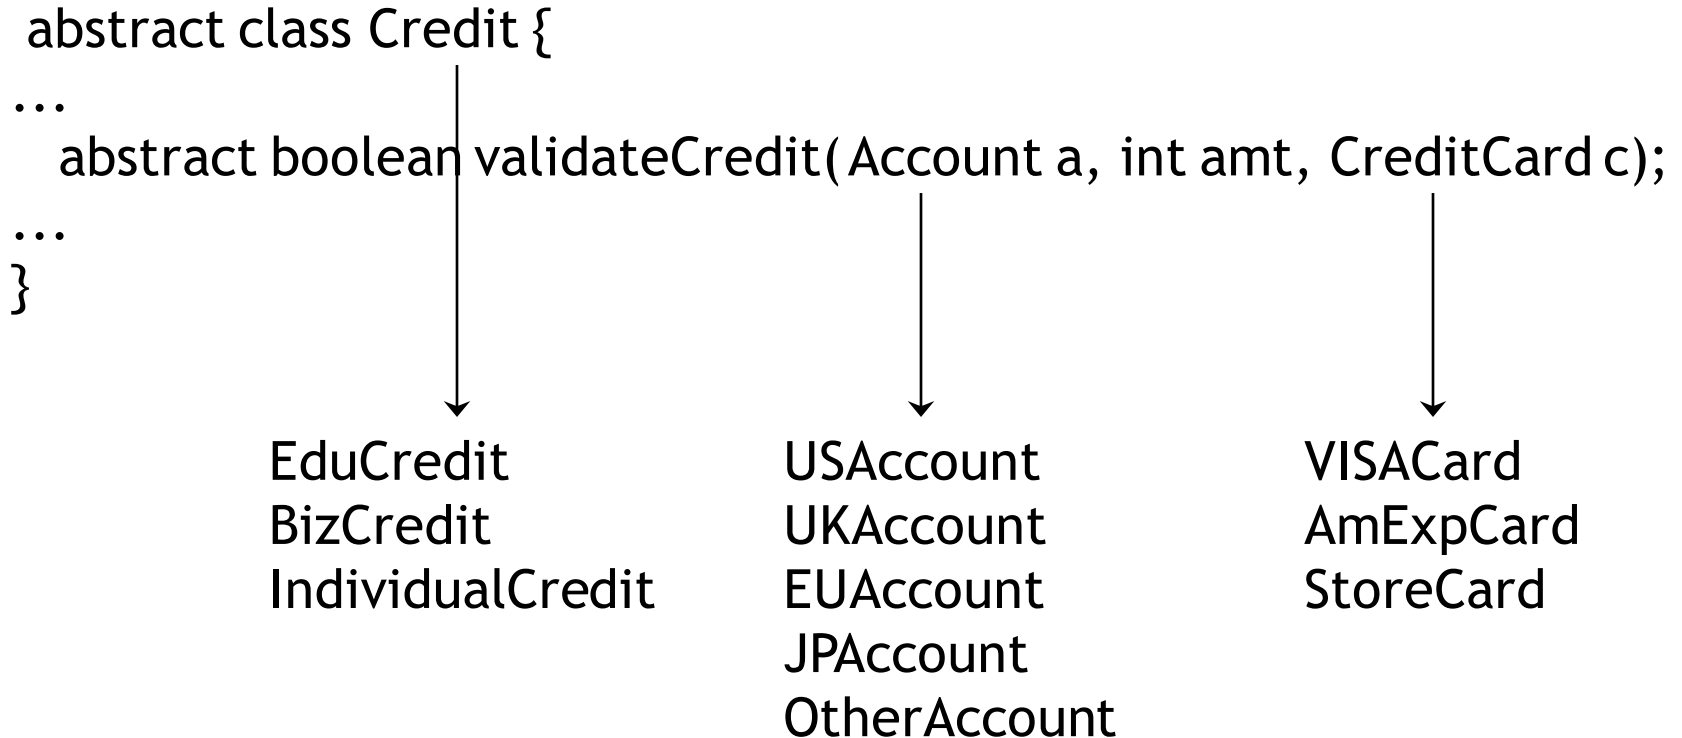 abstract class Credit {
...
abstract boolean validateCredit(Account a, int amt, CreditCard c);
...
}
EduCredit USAccount VISACard
BizCredit UKAccount AmExpCard
IndividualCredit EUAccount StoreCard
JPAccount
OtherAccount